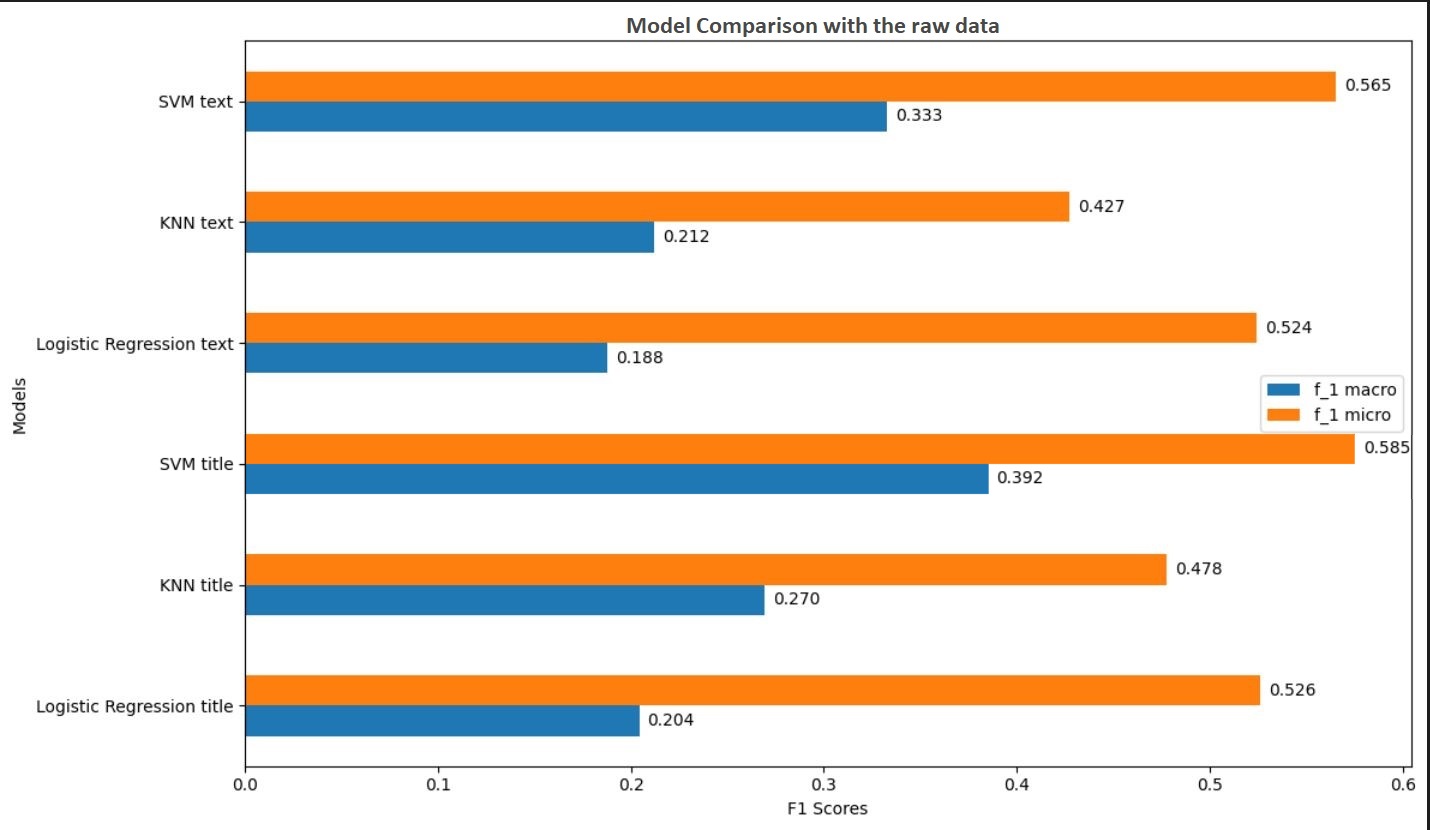 Model Comparison with the raw data
SVM text
0.565
0.333
KNN text
0.427
0.212
Logistic Regression text
0.524
0.188
Models
f_1 macro
f_1 micro
SVM title
0.585
0.392
KNN title
0.478
0.270
Logistic Regression title
0.526
0.204
0.0 0.1 0.2 0.3 0.4 0.5 0.6
F1 Scores